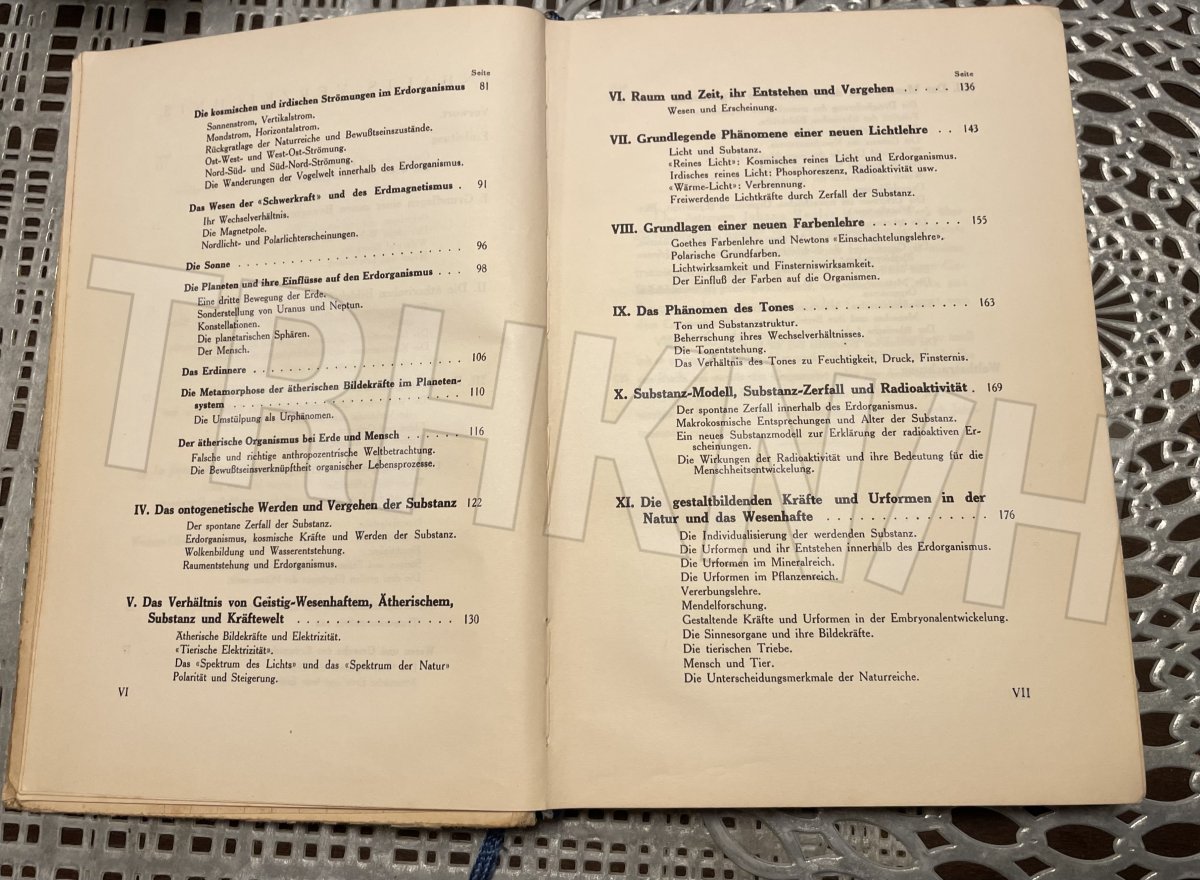 Seite
Die kosmischen und irdischen Strömungen im Erdorganismus 81
Sonnenstrom, Vertikalstrom.
Mondstrom, Horizontalstrom.
Rückgratlage der Naturreiche und Bewußtseinszustände.
Ost-West- und West-Ost-Strömung.
Nord-Süd- und Süd-Nord-Strömung.
Die Wanderungen der Vogelwelt innerhalb des Erdorganismus.
Das Wesen der «Schwerkraft» und des Erdmagnetismus . 91
Ihr Wechselverhältnis.
Die Magnetpole.
Nordlicht- und Polarlichterscheinungen.
Die Sonne . . . . . . . . . . . . . . . . . . . . 96
Die Planeten und ihre Einflüsse auf den Erdorganismus . . . 98
Eine dritte Bewegung der Erde.
Sonderstellung von Uranus und Neptun.
Konstellationen.
Die planetarischen Sphären.
Der Mensch.
Das Erdinnere . . . . . . . . . . . . . . . . . . 106
Die Metamorphose der ätherischen Bildekräfte im Planeten-
system . . . . . . . . . . . . . . . . . . . . 110
Die Umstülpung als Urphänomen.
Der ätherische Organismus bei Erde und Mensch . . . . . . 116
Falsche und richtige anthropozentrische Weltbetrachtung.
Die Bewußtseinsverknüpftheit organischer Lebensprozesse.
IV. Das ontogenetische Werden und Vergehen der Substanz 122
Der spontane Zerfall der Substanz.
Erdorganismus, kosmische Kräfte und Werden der Substanz.
Wolkenbildung und Wasserentstehung.
Raumentstehung und Erdorganismus.
V. Das Verhältnis von Geistig-Wesenhaftem, Ätherischem,
Substanz und Kräftewelt . . . . . . . . . . . . . . . . 130
Ätherische Bildekräfte und Elektrizität.
«Tierische Elektrizität».
Das «Spektrum des Lichts» und das «Spektrum der Natur»
Polarität und Steigerung.
VI
Seite
VI. Raum und Zeit, ihr Entstehen und Vergehen . . . . . 136
Wesen und Erscheinung.
VII. Grundlegende Phänomene einer neuen Lichtlehre . . 143
Licht und Substanz.
«Reines Licht»: Kosmisches reines Licht und Erdorganismus.
Irdisches reines Licht: Phosphoreszenz, Radioaktivität usw.
«Wärme-Licht»: Verbrennung.
Freiwerdende Lichtkräfte durch Zerfall der Substanz.
VIII. Grundlagen einer neuen Farbenlehre . . . . . . . . . 155
Goethes Farbenlehre und Newtons «Einschachtelungslehre».
Polarische Grundfarben.
Lichtwirksamkeit und Finsterniswirksamkeit.
Der Einfluß der Farben auf die Organismen.
IX. Das Phänomen des Tones . . . . . . . . . . . . . . . . 163
Ton und Substanzstruktur.
Beherrschung ihres Wechselverhältnisses.
Die Tonentstehung.
Das Verhältnis des Tones zu Feuchtigkeit, Druck, Finsternis.
X. Substanz-Modell, Substanz-Zerfall und Radioaktivität . 169
Der spontane Zerfall innerhalb des Erdorganismus.
Makrokosmische Entsprechungen und Alter der Substanz.
Ein neues Substanzmodell zur Erklärung der radioaktiven Er-
scheinungen.
Die Wirkungen der Radioaktivität und ihre Bedeutung für die
Menschheitsentwickelung.
XI. Die gestaltbildenden Kräfte und Urformen in der
Natur und das Wesenhafte . . . . . . . . . . . . . . . . 176
Die Individualisierung der werdenden Substanz.
Die Urformen und ihr Entstehen innerhalb des Erdorganismus.
Die Urformen im Mineralreich.
Die Urformen im Pflanzenreich.
Vererbungslehre.
Mendelforschung.
Gestaltende Kräfte und Urformen in der Embryonalentwickelung.
Die Sinnesorgane und ihre Bildekräfte.
Die tierischen Triebe.
Mensch und Tier.
Die Unterscheidungsmerkmale der Naturreiche.
VII
TRHKNVH